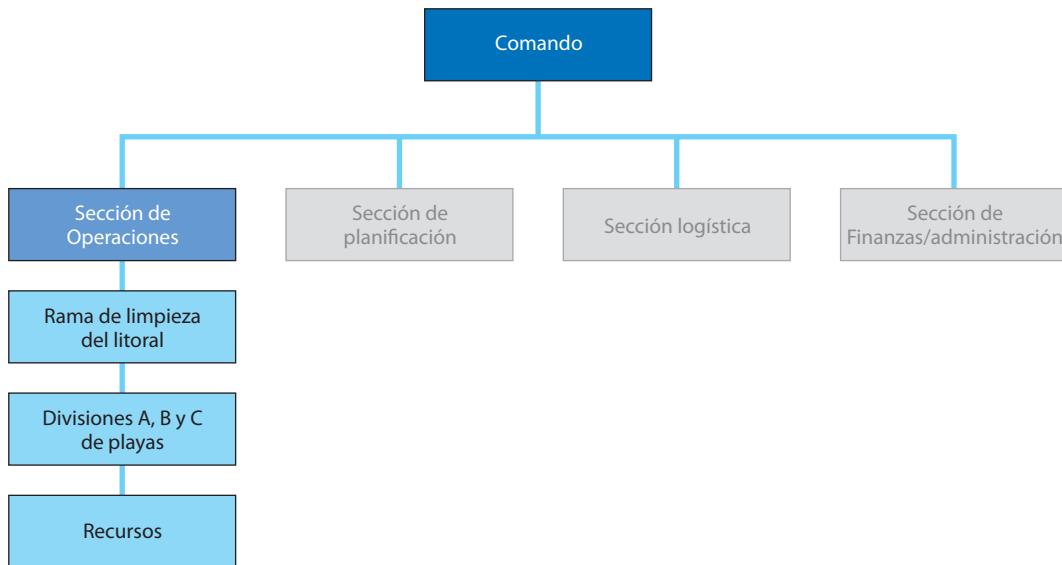 Comando
Sección de
Operaciones
Sección de
planificación
Sección logística
Sección de
Finanzas/administración
Rama de limpieza
del litoral
Divisiones A, B y C
de playas
Recursos